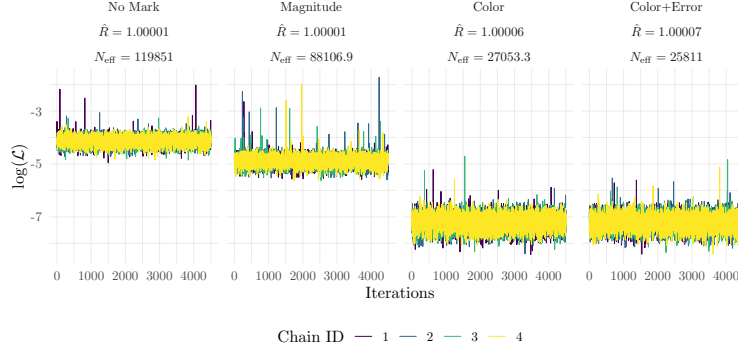 No Mark Magnitude Color Color+Error
R̂ = 1.00001 R̂ = 1.00001 R̂ = 1.00006 R̂ = 1.00007
N_eff = 119851 N_eff = 88106.9 N_eff = 27053.3 N_eff = 25811
-3
-5
-7
log(ℒ)
0 1000 2000 3000 4000 0 1000 2000 3000 4000 0 1000 2000 3000 4000 0 1000 2000 3000 4000
Iterations
Chain ID 1 2 3 4